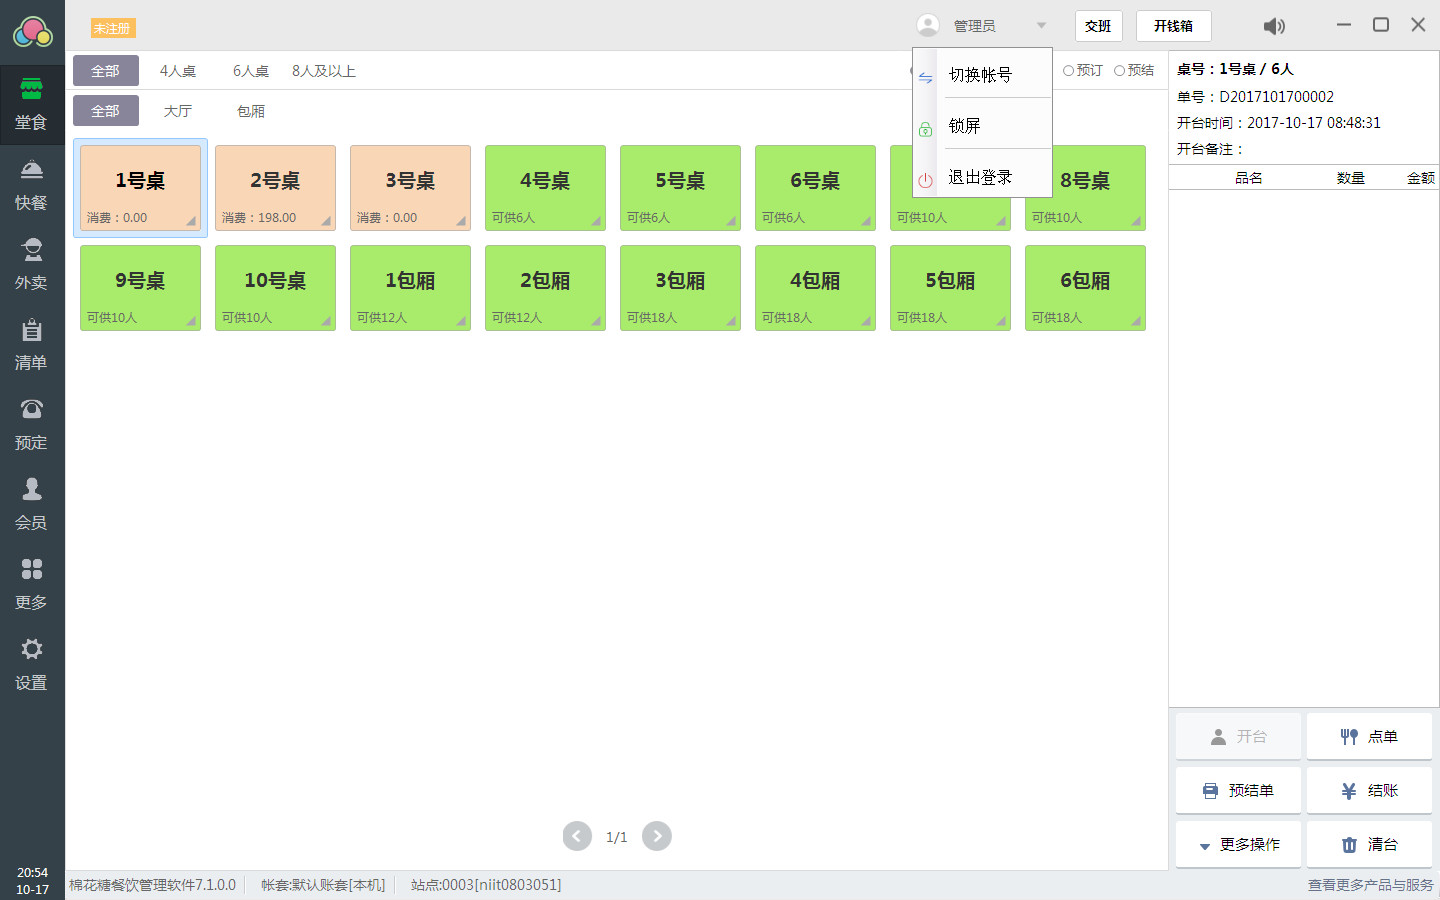 未注册
管理员
交班
开钱箱
全部 4人桌 6人桌 8人及以上
预订 预结
全部 大厅 包厢
切换帐号
锁屏
退出登录
堂食
快餐
外卖
清单
预定
会员
更多
设置
20:54
10-17
1号桌
消费：0.00
2号桌
消费：198.00
3号桌
消费：0.00
4号桌
可供6人
5号桌
可供6人
6号桌
可供6人
可供10人
8号桌
可供10人
9号桌
可供10人
10号桌
可供10人
1包厢
可供12人
2包厢
可供12人
3包厢
可供18人
4包厢
可供18人
5包厢
可供18人
6包厢
可供18人
1/1
桌号：1号桌 / 6人
单号：D2017101700002
开台时间：2017-10-17 08:48:31
开台备注：
品名 数量 金额
开台
点单
预结单
结账
更多操作
清台
棉花糖餐饮管理软件7.1.0.0 帐套:默认账套[本机] 站点:0003[niit0803051]
查看更多产品与服务